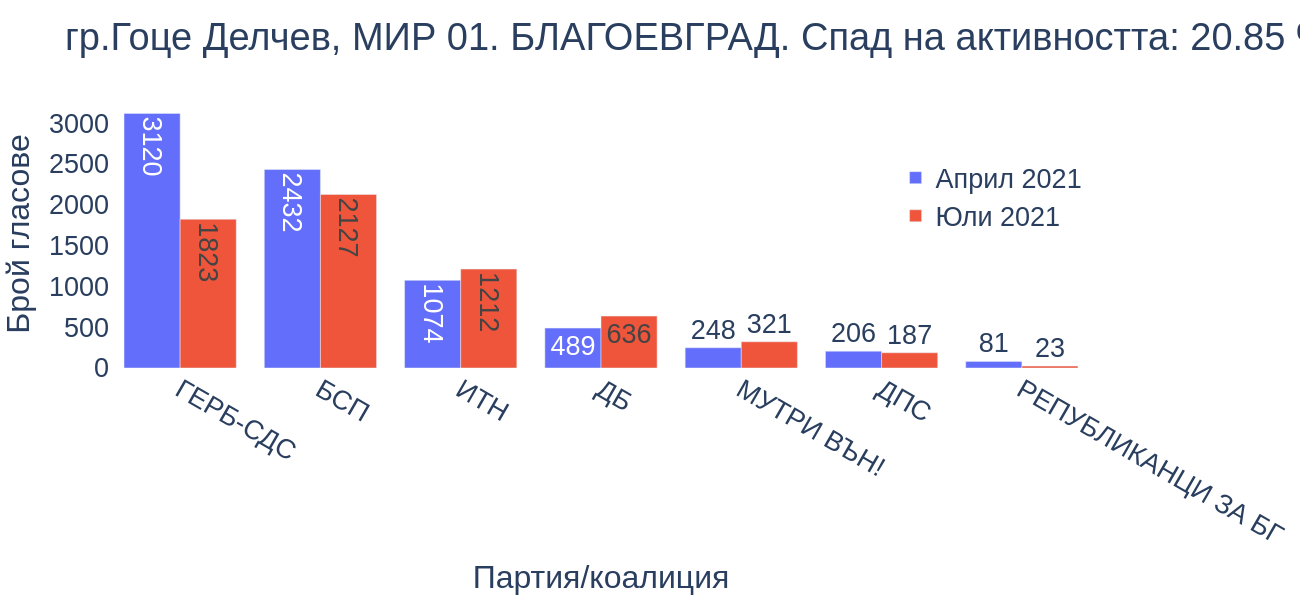 гр.Гоце Делчев, МИР 01. БЛАГОЕВГРАД. Спад на активността: 20.85
Брой гласове
3000
2500
2000
1500
1000
500
0
3120
1823
2432
2127
1074
1212
489
636
248
321
206
187
81
23
Април 2021
Юли 2021
ГЕРБ-СДС
БСП
ИТН
ДБ
МУТРИ ВЪН!
ДПС
РЕПУБЛИКАНЦИ ЗА БГ
Партия/коалиция